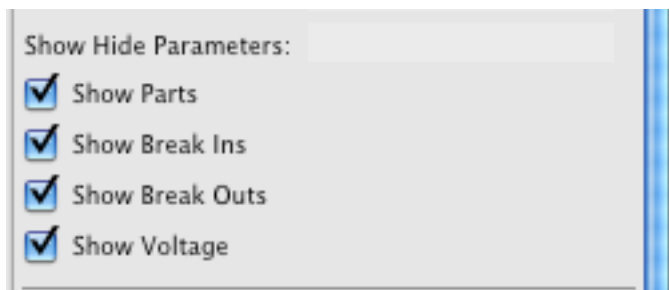 Show Hide Parameters:
Show Parts
Show Break Ins
Show Break Outs
Show Voltage